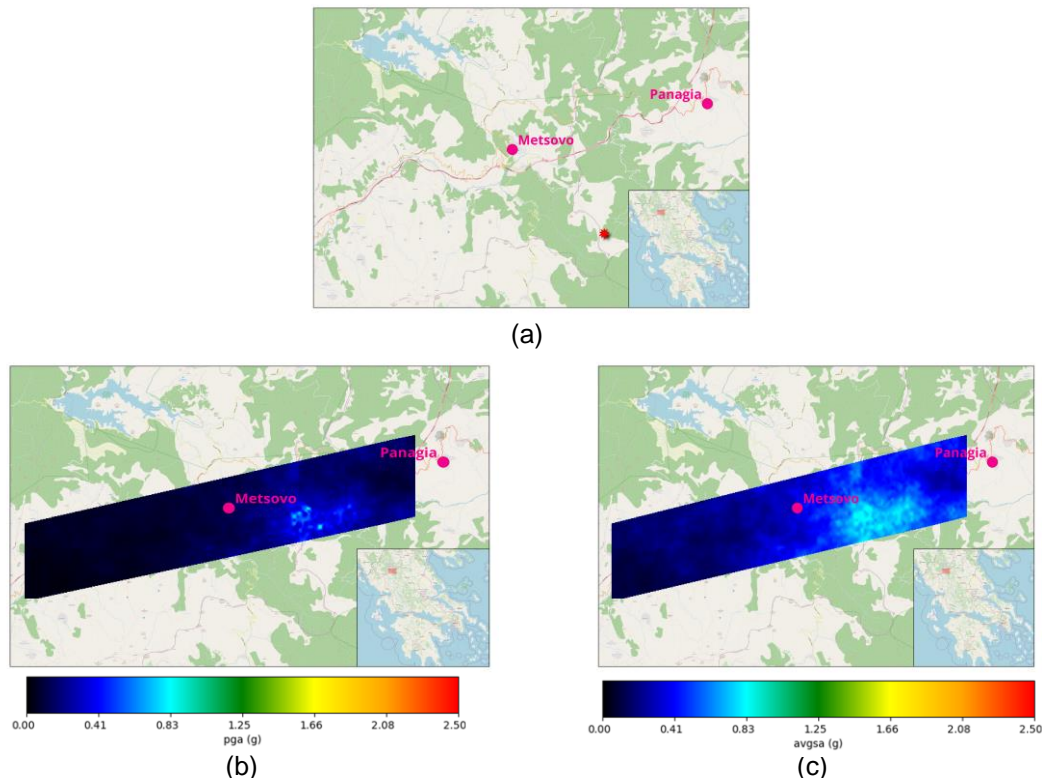 Panagia
Metsovo
(a)
Panagia
Metsovo
0.00 0.41 0.83 1.25 1.66 2.08 2.50
pga (g)
(b)
Panagia
Metsovo
0.00 0.41 0.83 1.25 1.66 2.08 2.50
avgsa (g)
(c)